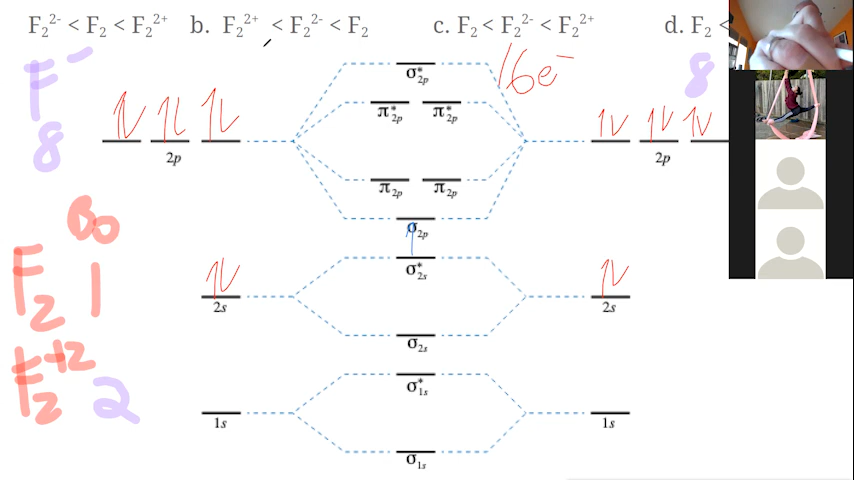 F₂²⁻ < F₂ < F₂²⁺ b. F₂²⁺ < F₂²⁻ < F₂ c. F₂ < F₂²⁻ < F₂²⁺ d. F₂ <
F⁻
8
16e⁻
8
σ*2p
π*2p π*2p
2p
2p
π2p π2p
σ2p
BO
F₂ 1
σ*2s
2s
2s
σ2s
F₂⁺² 2
σ*1s
1s
1s
σ1s